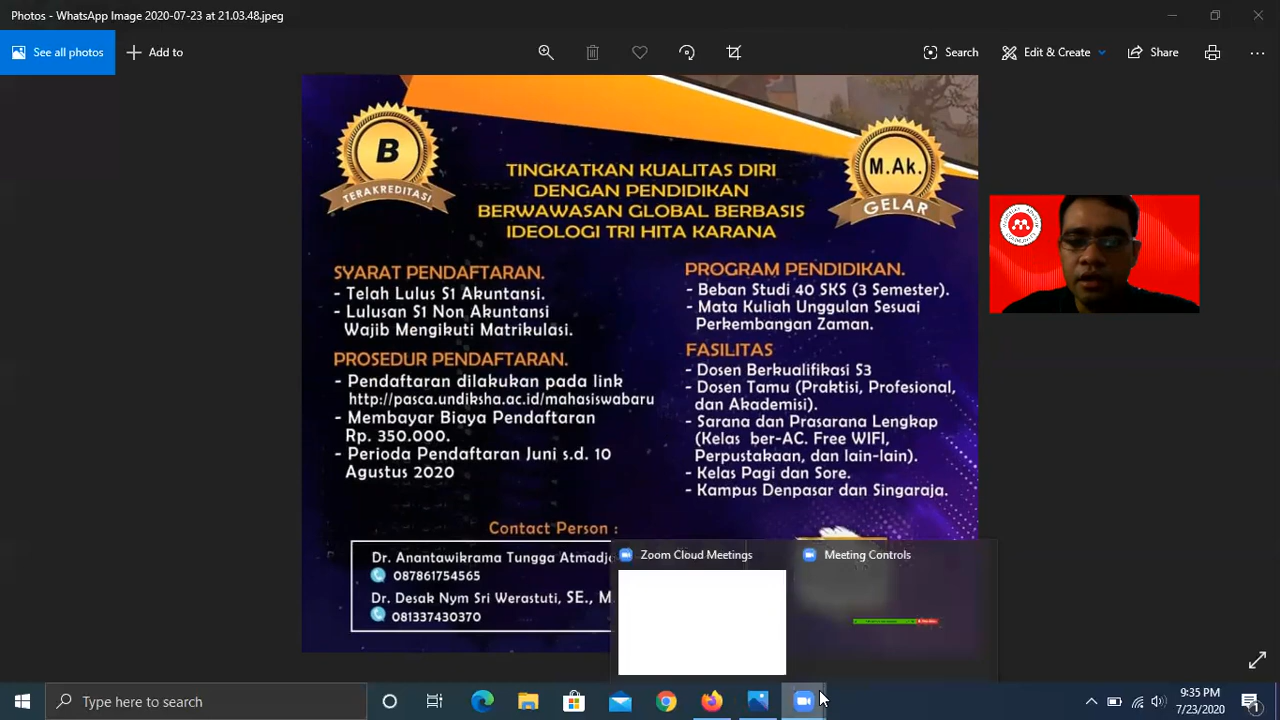 Photos - WhatsApp Image 2020-07-23 at 21.03.48.jpeg
See all photos
Add to
Search
Edit & Create
Share
B
TERAKREDITASI
M.Ak.
GELAR
TINGKATKAN KUALITAS DIRI
DENGAN PENDIDIKAN
BERWAWASAN GLOBAL BERBASIS
IDEOLOGI TRI HITA KARANA
SYARAT PENDAFTARAN.
- Telah Lulus S1 Akuntansi.
- Lulusan S1 Non Akuntansi
Wajib Mengikuti Matrikulasi.
PROSEDUR PENDAFTARAN.
- Pendaftaran dilakukan pada link
http://pasca.undiksha.ac.id/mahasiswabaru
- Membayar Biaya Pendaftaran
Rp. 350.000.
- Perioda Pendaftaran Juni s.d. 10
Agustus 2020
PROGRAM PENDIDIKAN.
- Beban Studi 40 SKS (3 Semester).
- Mata Kuliah Unggulan Sesuai
Perkembangan Zaman.
FASILITAS
- Dosen Berkualifikasi S3
- Dosen Tamu (Praktisi, Profesional,
dan Akademisi).
- Sarana dan Prasarana Lengkap
(Kelas ber-AC. Free WIFI,
Perpustakaan, dan lain-lain).
- Kelas Pagi dan Sore.
- Kampus Denpasar dan Singaraja.
Contact Person :
Dr. Anantawikrama Tungga Atmadj
087861754565
Dr. Desak Nym Sri Werastuti, SE., M
081337430370
Zoom Cloud Meetings
Meeting Controls
Type here to search
9:35 PM
7/23/2020
1